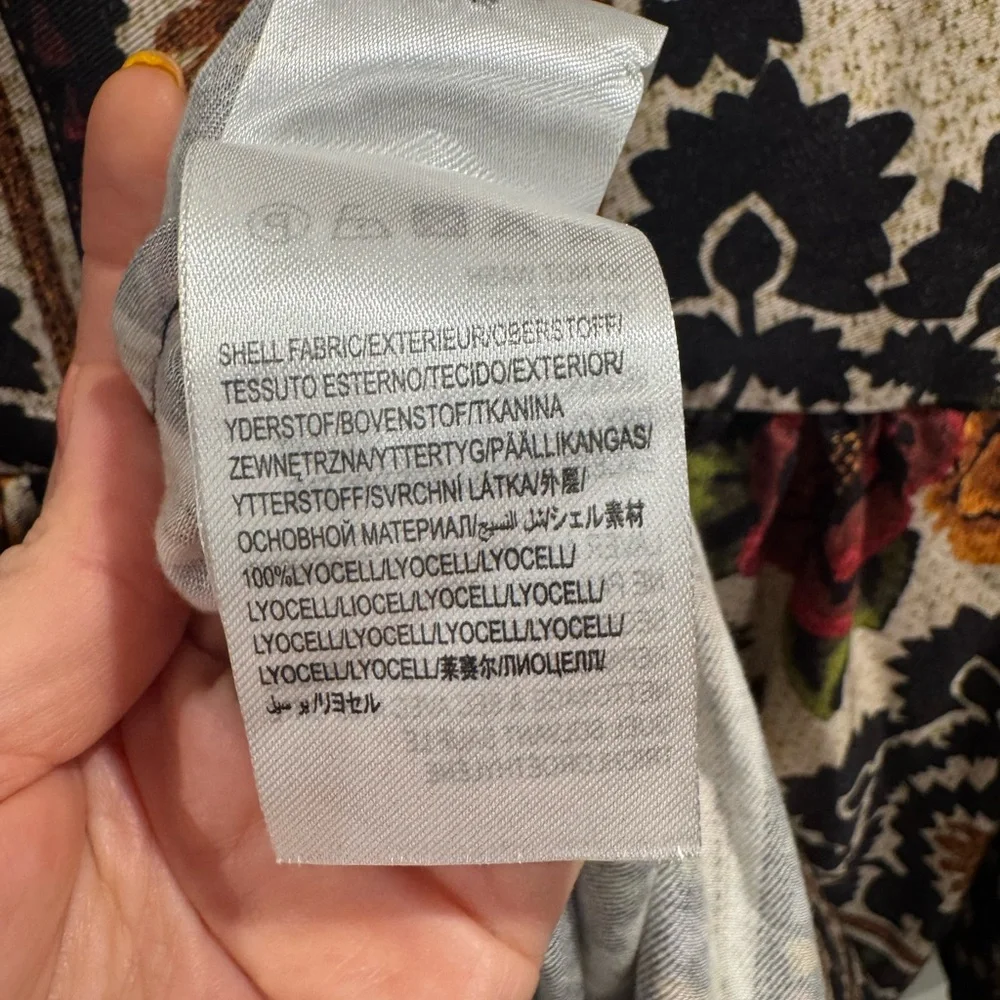 SHELL FABRIC/EXTERIEUR/OBERSTOFF/
TESSUTO ESTERNO/TECIDO/EXTERIOR/
YDERSTOF/BOVENSTOF/TKANINA
ZEWNĘTRZNA/YTTERTYG/PÄÄLLIKANGAS/
YTTERSTOFF/SVRCHNÍ LÁTKA/外層/
ОСНОВНОЙ МАТЕРИАЛ/النسيج/シェル素材
100%LYOCELL/LYOCELL/LYOCELL/
LYOCELL/LIOCEL/LYOCELL/LYOCELL/
LYOCELL/LYOCELL/LYOCELL/LYOCELL/
LYOCELL/LYOCELL/莱赛尔/ЛИОЦЕЛЛ/
リヨセル